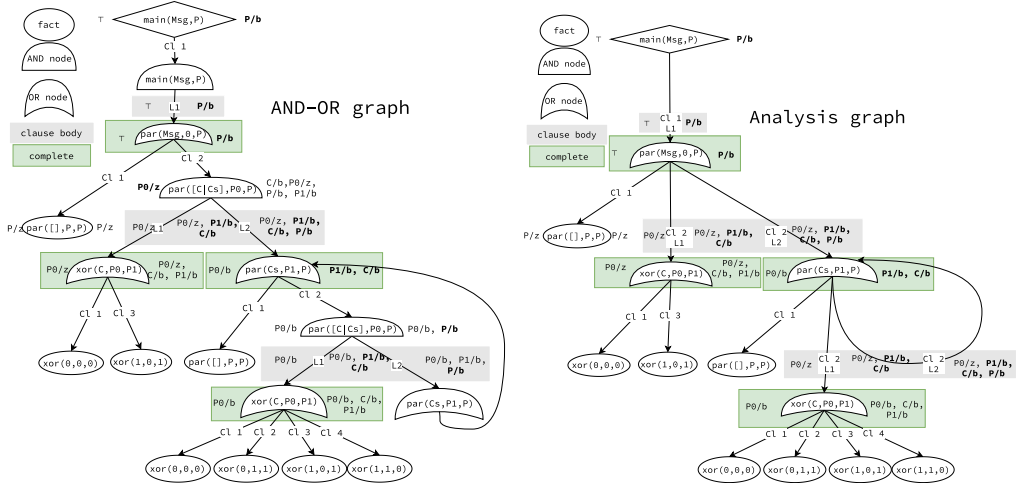 fact
AND node
OR node
clause body
complete
⊤ main(Msg,P) P/b
Cl 1
main(Msg,P)
⊤ L1 P/b
⊤ par(Msg,0,P) P/b
AND-OR graph
Cl 1
Cl 2
P0/z par([C|Cs],P0,P) C/b,P0/z,
P/b, P1/b
P/z par([],P,P) P/z
P0/z L1 P0/z, P1/b,
C/b
L2 P0/z, P1/b,
C/b, P/b
P0/z xor(C,P0,P1) P0/z,
C/b, P1/b
P0/b par(Cs,P1,P) P1/b, C/b
Cl 1 Cl 3
Cl 1 Cl 2
xor(0,0,0) xor(1,0,1)
par([],P,P)
P0/b par([C|Cs],P0,P) P0/b, P/b
P0/b L1 P0/b, P1/b,
C/b
L2 P0/b, P1/b,
P/b
P0/b xor(C,P0,P1) P0/b, C/b,
P1/b
par(Cs,P1,P)
Cl 1 Cl 2 Cl 3 Cl 4
xor(0,0,0) xor(0,1,1) xor(1,0,1) xor(1,1,0)
fact
AND node
OR node
clause body
complete
⊤ main(Msg,P) P/b
⊤ Cl 1
L1 P/b
⊤ par(Msg,0,P) P/b
Analysis graph
Cl 1
P/z par([],P,P) P/z
P0/z Cl 2
L1 P0/z, P1/b,
C/b
Cl 2
L2 P0/z, P1/b,
C/b, P/b
P0/z xor(C,P0,P1) P0/z,
C/b, P1/b
P0/b par(Cs,P1,P) P1/b, C/b
Cl 1 Cl 3
Cl 1
xor(0,0,0) xor(1,0,1)
par([],P,P)
P0/z Cl 2
L1 P0/z, P1/b,
C/b
Cl 2
L2 P0/z, P1/b,
C/b, P/b
P0/b xor(C,P0,P1) P0/b, C/b,
P1/b
Cl 1 Cl 2 Cl 3 Cl 4
xor(0,0,0) xor(0,1,1) xor(1,0,1) xor(1,1,0)